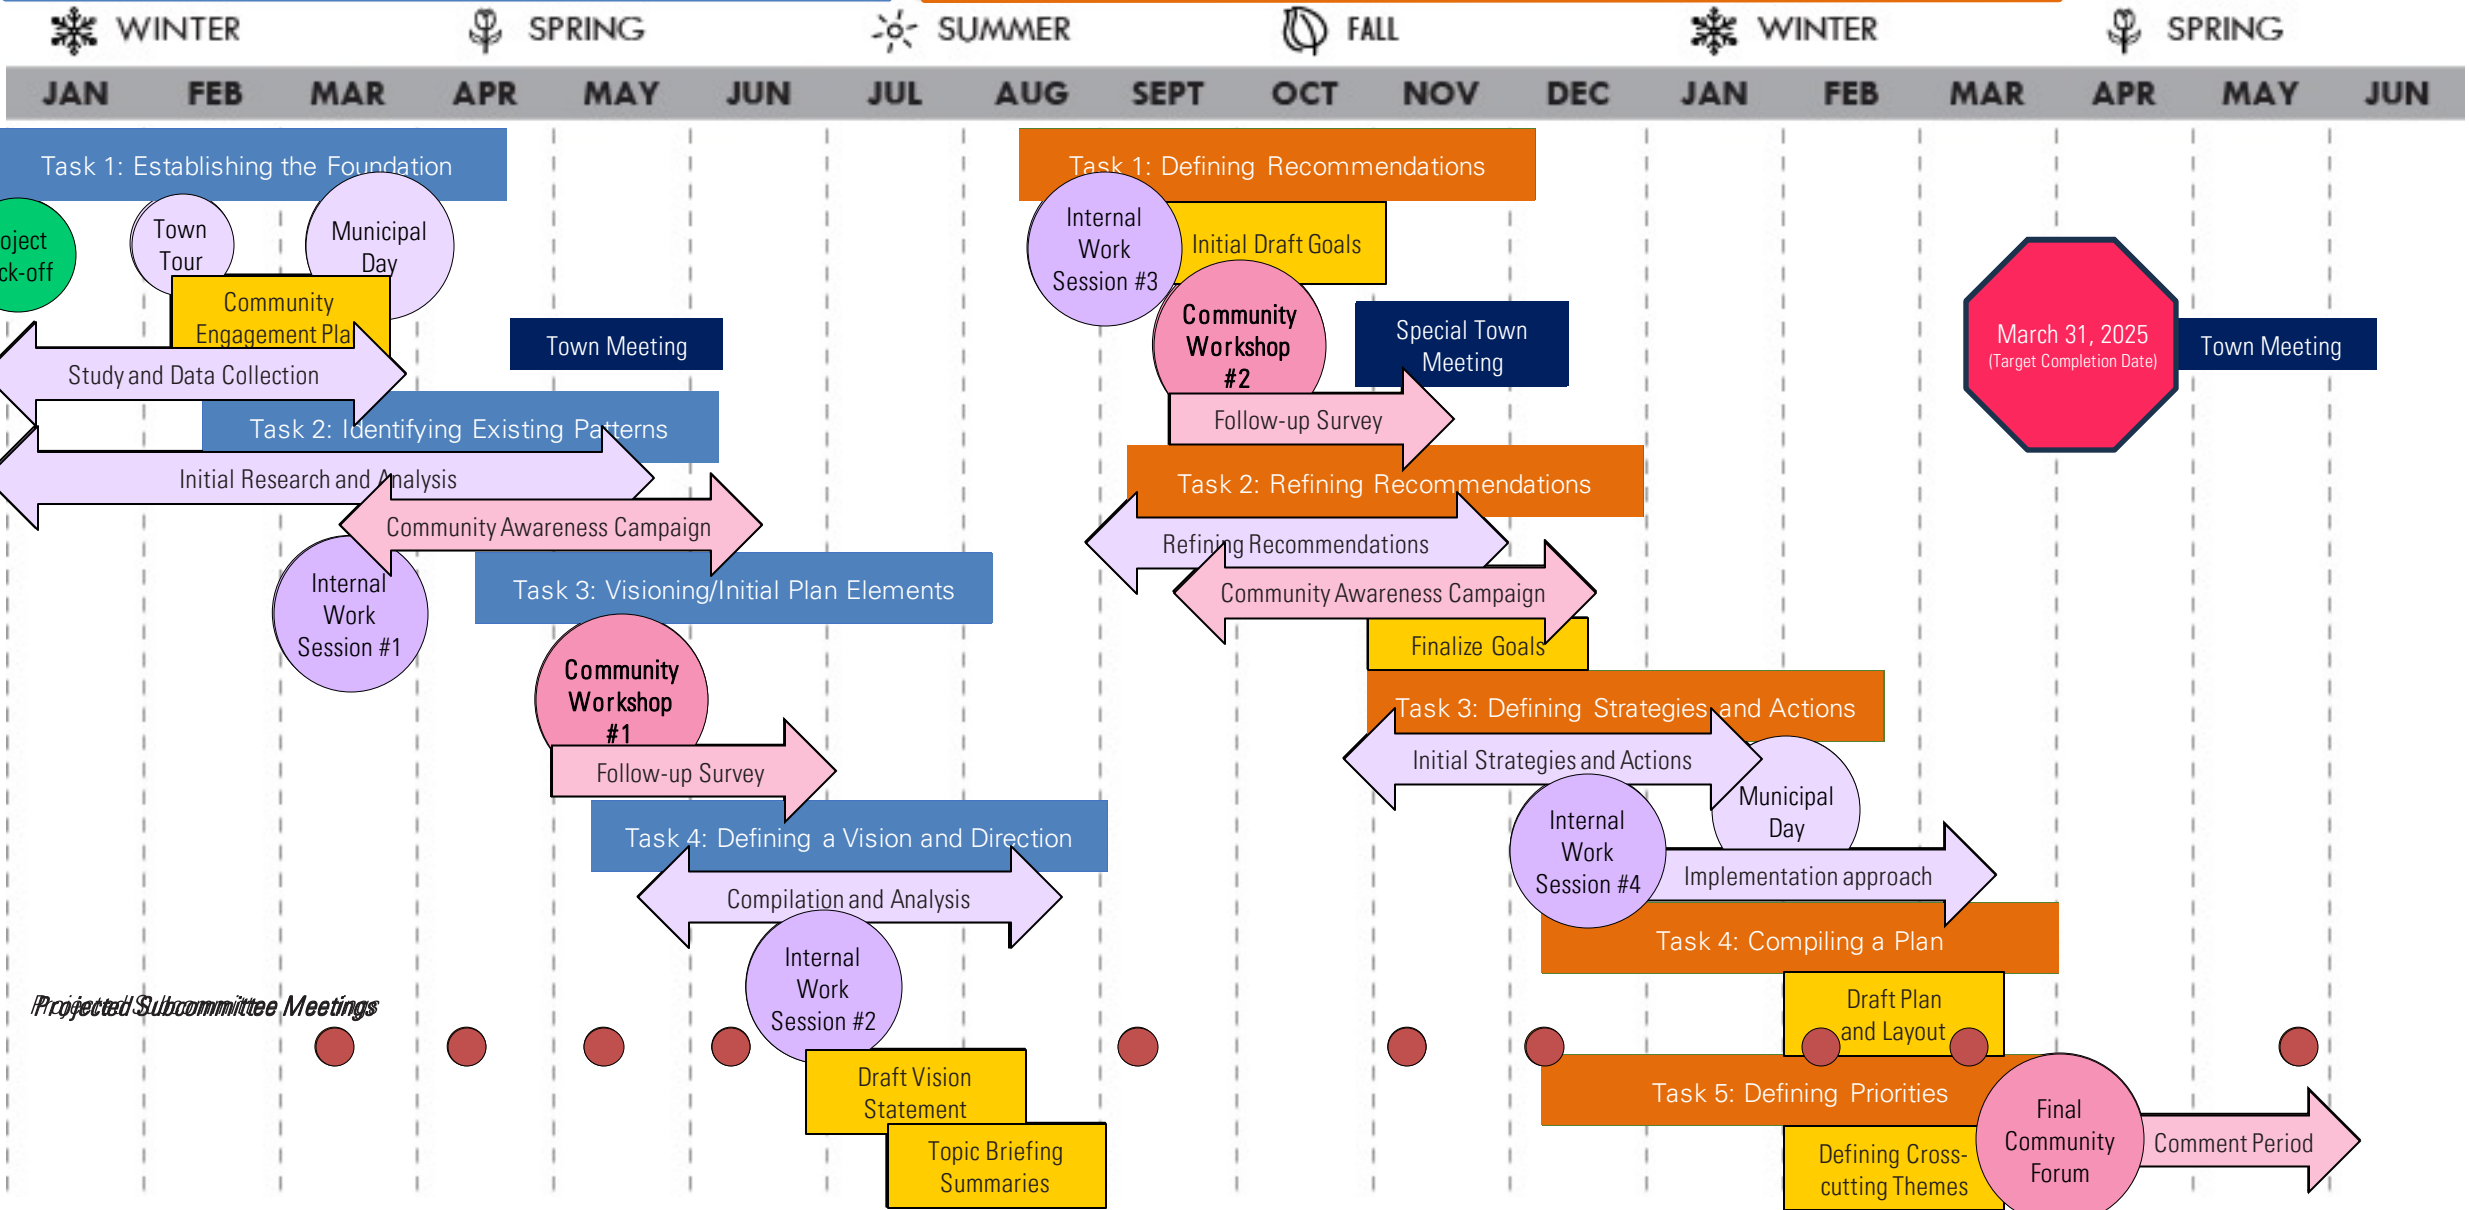 WINTER SPRING SUMMER FALL WINTER SPRING
JAN FEB MAR APR MAY JUN JUL AUG SEPT OCT NOV DEC JAN FEB MAR APR MAY JUN
Task 1: Establishing the Foundation
oject
ck-off
Town
Tour
Municipal
Day
Community
Engagement Pla
Study and Data Collection
Town Meeting
Task 2: Identifying Existing Patterns
Initial Research and Analysis
Community Awareness Campaign
Internal
Work
Session #1
Task 3: Visioning/Initial Plan Elements
Community
Workshop
#1
Follow-up Survey
Task 4: Defining a Vision and Direction
Compilation and Analysis
Internal
Work
Session #2
Draft Vision
Statement
Topic Briefing
Summaries
Projected Subcommittee Meetings
Task 1: Defining Recommendations
Internal
Work
Session #3
Initial Draft Goals
Community
Workshop
#2
Special Town
Meeting
Follow-up Survey
Task 2: Refining Recommendations
Refining Recommendations
Community Awareness Campaign
Finalize Goals
Task 3: Defining Strategies and Actions
Initial Strategies and Actions
Municipal
Day
Internal
Work
Session #4
Implementation approach
Task 4: Compiling a Plan
Draft Plan
and Layout
Task 5: Defining Priorities
Defining Cross-
cutting Themes
Final
Community
Forum
Comment Period
March 31, 2025
(Target Completion Date)
Town Meeting